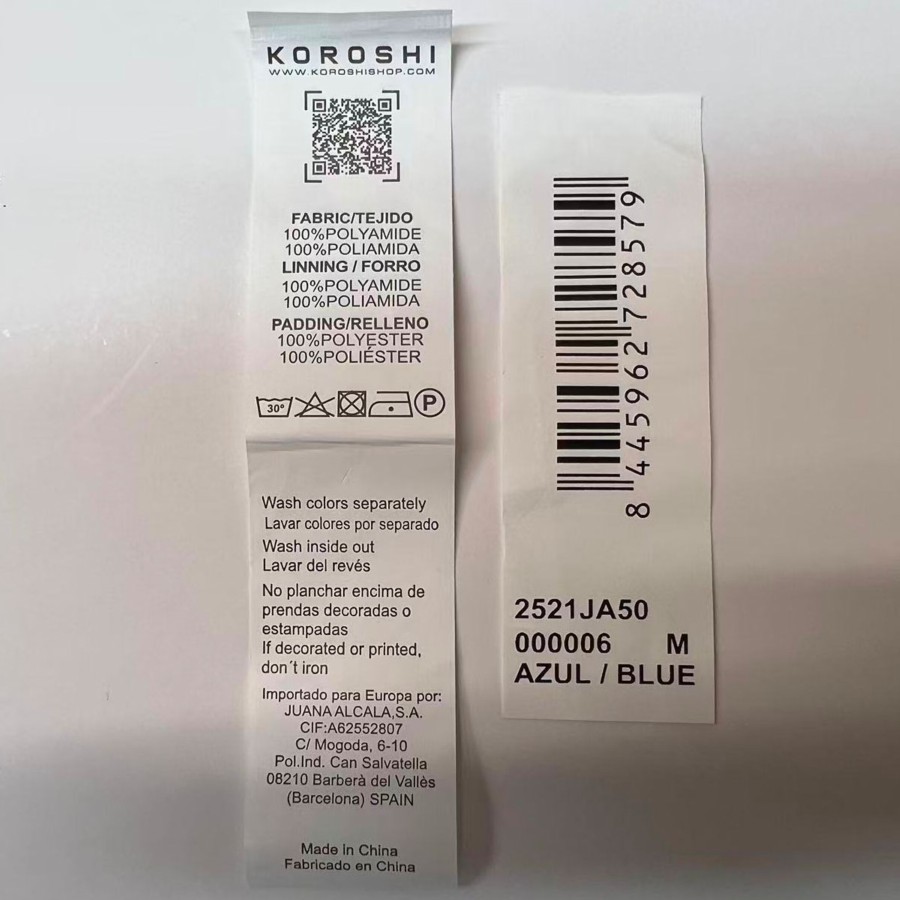 KOROSHI
WWW.KOROSHISHOP.COM
FABRIC/TEJIDO
100%POLYAMIDE
100%POLIAMIDA
LINNING / FORRO
100%POLYAMIDE
100%POLIAMIDA
PADDING/RELLENO
100%POLYESTER
100%POLIÉSTER
30° P
Wash colors separately
Lavar colores por separado
Wash inside out
Lavar del revés
No planchar encima de
prendas decoradas o
estampadas
If decorated or printed,
don´t iron
Importado para Europa por:
JUANA ALCALA,S.A.
CIF:A62552807
C/ Mogoda, 6-10
Pol.Ind. Can Salvatella
08210 Barberà del Vallès
(Barcelona) SPAIN
Made in China
Fabricado en China
8 445962 728579
2521JA50
000006 M
AZUL / BLUE